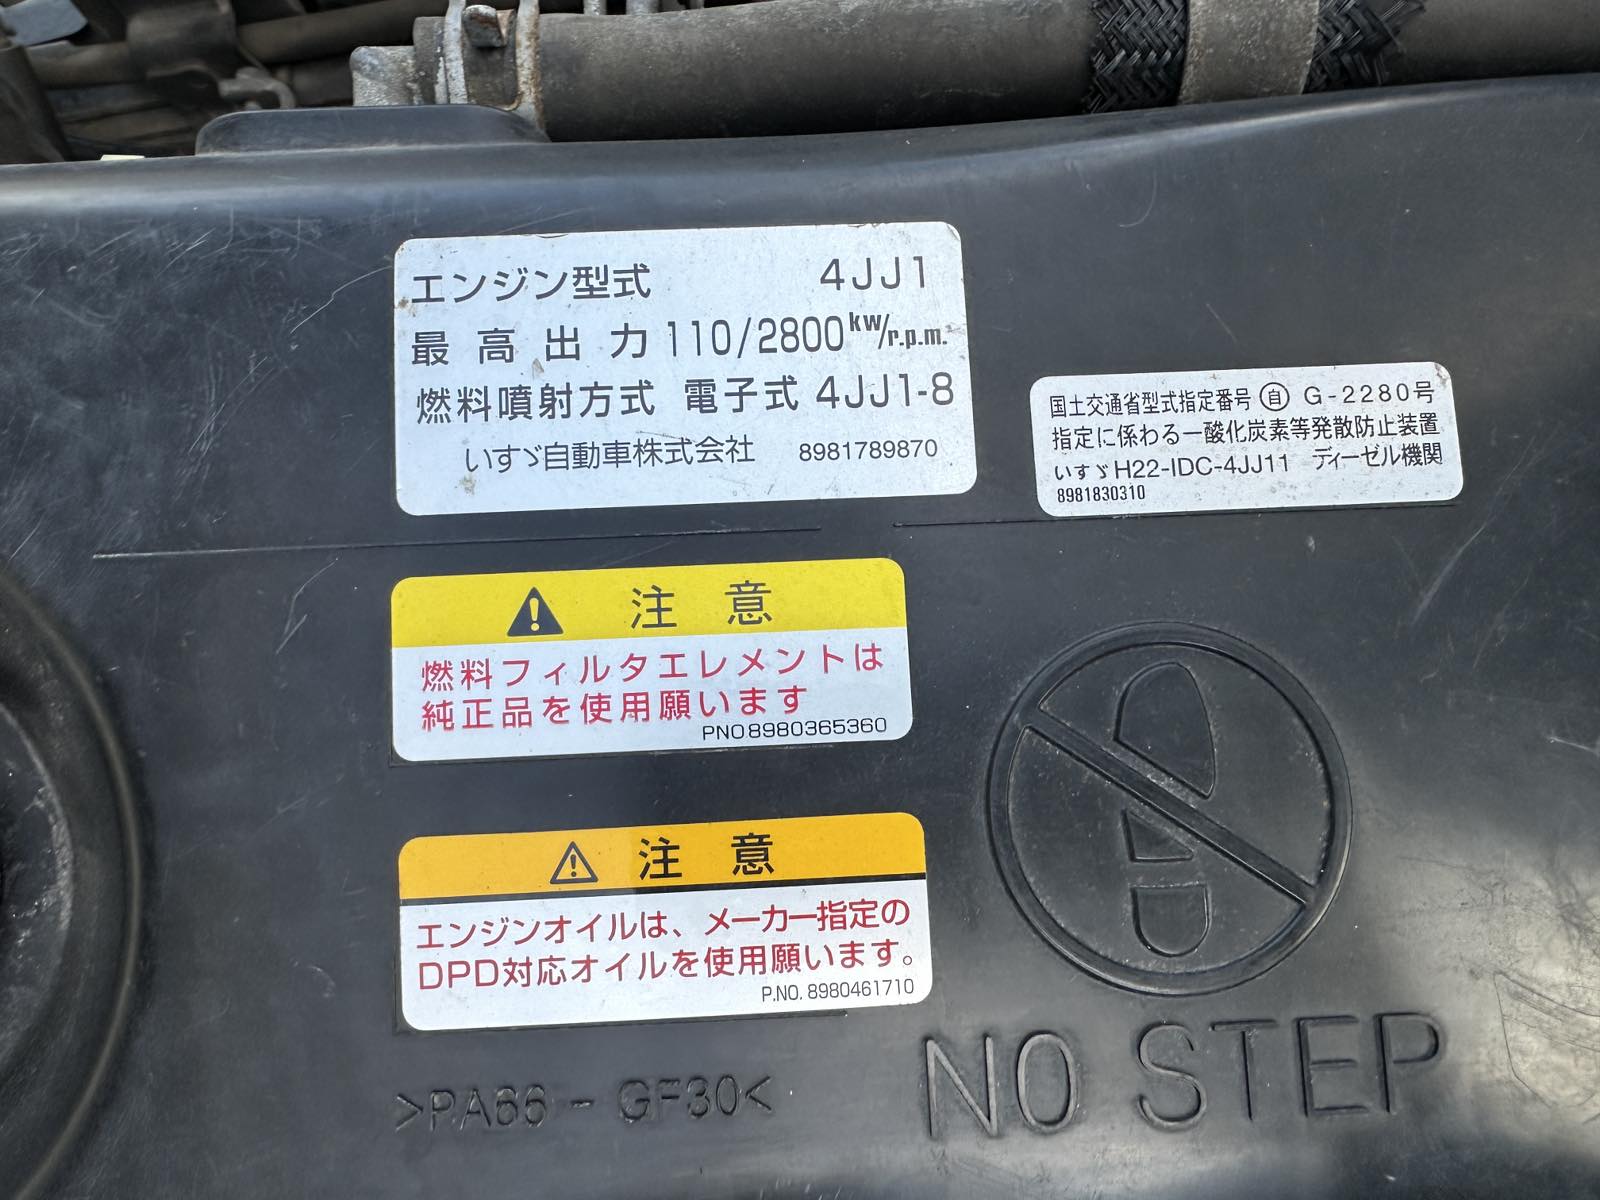 エンジン型式 4JJ1
最高出力 110/2800kw/r.p.m.
燃料噴射方式 電子式 4JJ1-8
いすゞ自動車株式会社 8981789870
国土交通省型式指定番号 自 G-2280号
指定に係わる一酸化炭素等発散防止装置
いすゞH22-IDC-4JJ11 ディーゼル機関
8981830310
注意
燃料フィルタエレメントは
純正品を使用願います
PNO.8980365360
注意
エンジンオイルは、メーカー指定の
DPD対応オイルを使用願います。
P.NO. 8980461710
NO STEP
>PA66 - GF30<